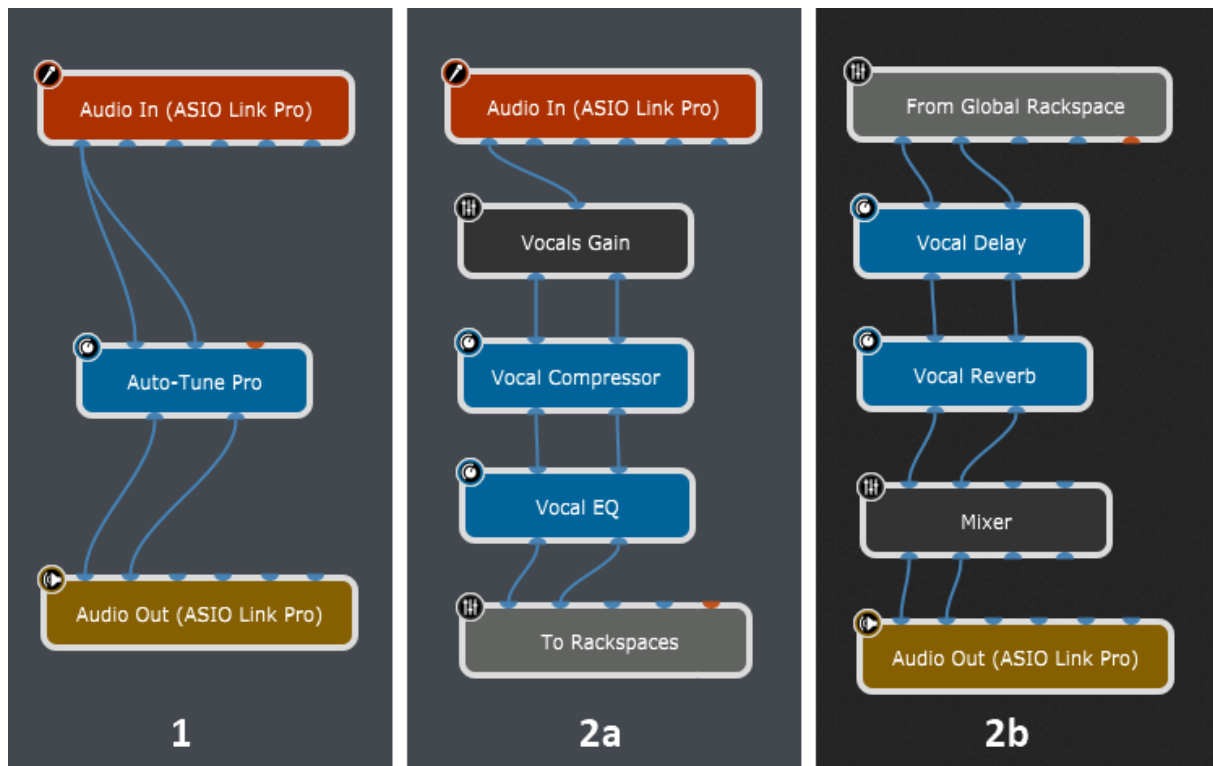 Audio In (ASIO Link Pro)
Auto-Tune Pro
Audio Out (ASIO Link Pro)
1
Audio In (ASIO Link Pro)
Vocals Gain
Vocal Compressor
Vocal EQ
To Rackspaces
2a
From Global Rackspace
Vocal Delay
Vocal Reverb
Mixer
Audio Out (ASIO Link Pro)
2b